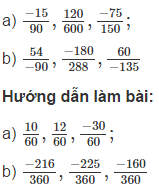 a) $\frac{-15}{90}, \frac{120}{600}, \frac{-75}{150};$
b) $\frac{54}{-90}, \frac{-180}{288}, \frac{60}{-135}$
Hướng dẫn làm bài:
a) $\frac{10}{60}, \frac{12}{60}, \frac{-30}{60};$
b) $\frac{-216}{360}, \frac{-225}{360}, \frac{-160}{360}$